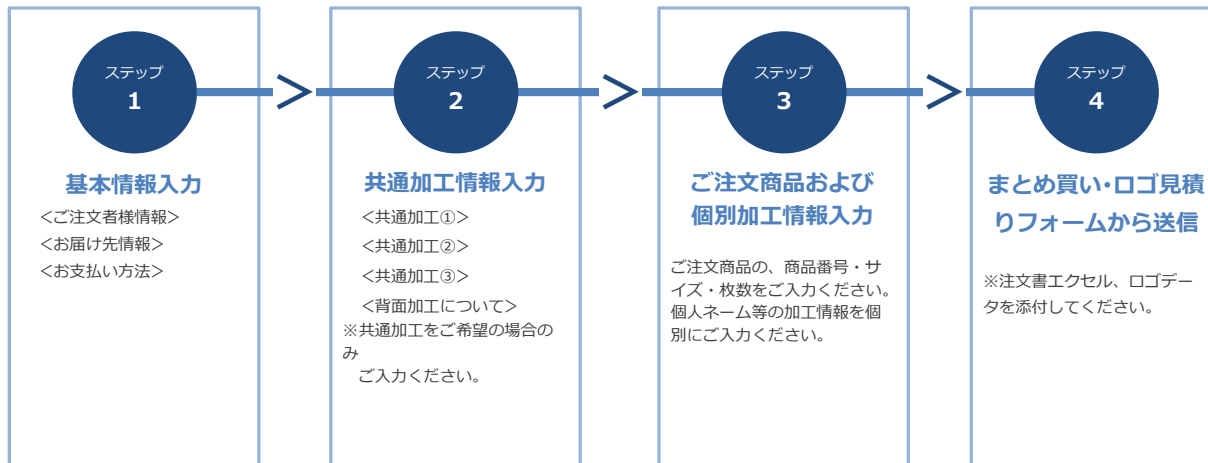 ステップ
1
基本情報入力
<ご注文者様情報>
<お届け先情報>
<お支払い方法>
ステップ
2
共通加工情報入力
<共通加工①>
<共通加工②>
<共通加工③>
<背面加工について>
※共通加工をご希望の場合の
み
ご入力ください。
ステップ
3
ご注文商品および
個別加工情報入力
ご注文商品の、商品番号・サ
イズ・枚数をご入力ください。
個人ネーム等の加工情報を個
別にご入力ください。
ステップ
4
まとめ買い・ロゴ見積
りフォームから送信
※注文書エクセル、ロゴデー
タを添付してください。